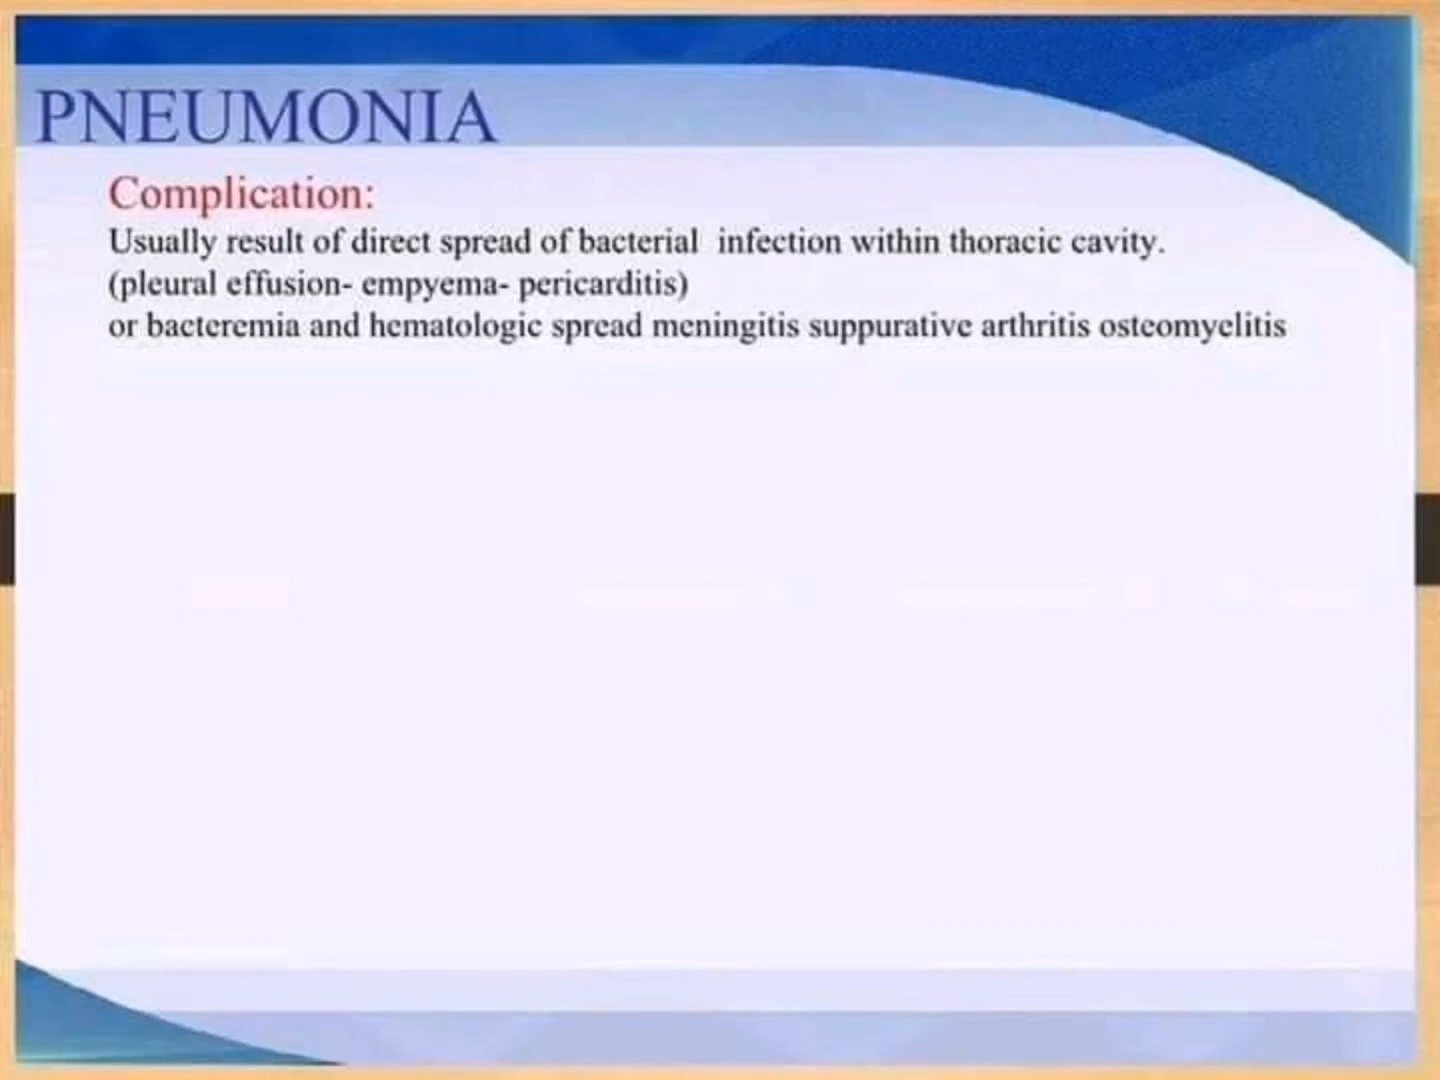 PNEUMONIA
Complication:
Usually result of direct spread of bacterial infection within thoracic cavity.
(pleural effusion- empyema- pericarditis)
or bacteremia and hematologic spread meningitis suppurative arthritis osteomyelitis